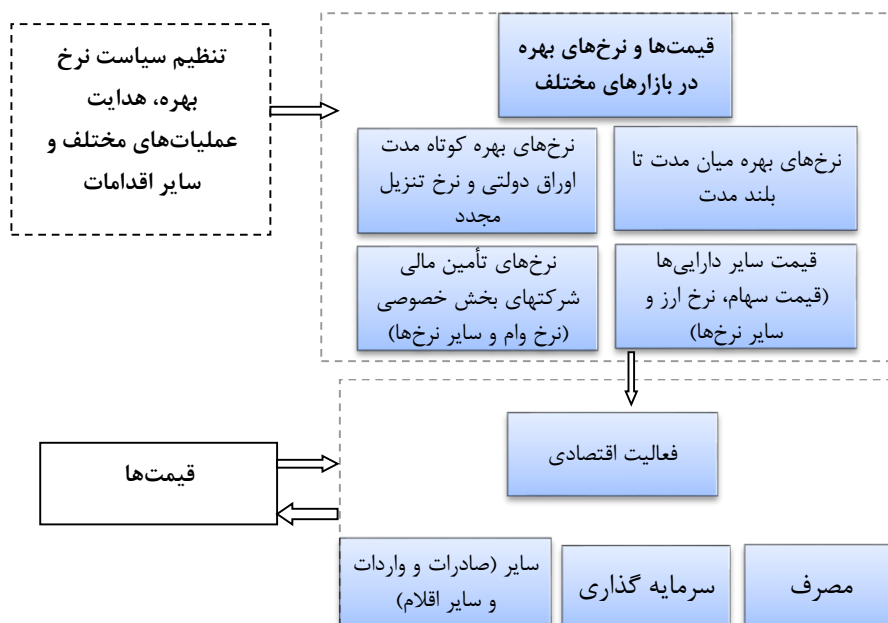 تنظیم سیاست نرخ
بهره، هدایت
عملیات‌های مختلف و
سایر اقدامات
قیمت‌ها و نرخ‌های بهره
در بازارهای مختلف
نرخ‌های بهره میان مدت تا
بلند مدت
نرخ‌های بهره کوتاه مدت
اوراق دولتی و نرخ تنزیل
مجدد
قیمت سایر دارایی‌ها
(قیمت سهام، نرخ ارز و
سایر نرخ‌ها)
نرخ‌های تأمین مالی
شرکتهای بخش خصوصی
(نرخ وام و سایر نرخ‌ها)
فعالیت اقتصادی
قیمت‌ها
مصرف
سرمایه گذاری
سایر (صادرات و واردات
و سایر اقلام)